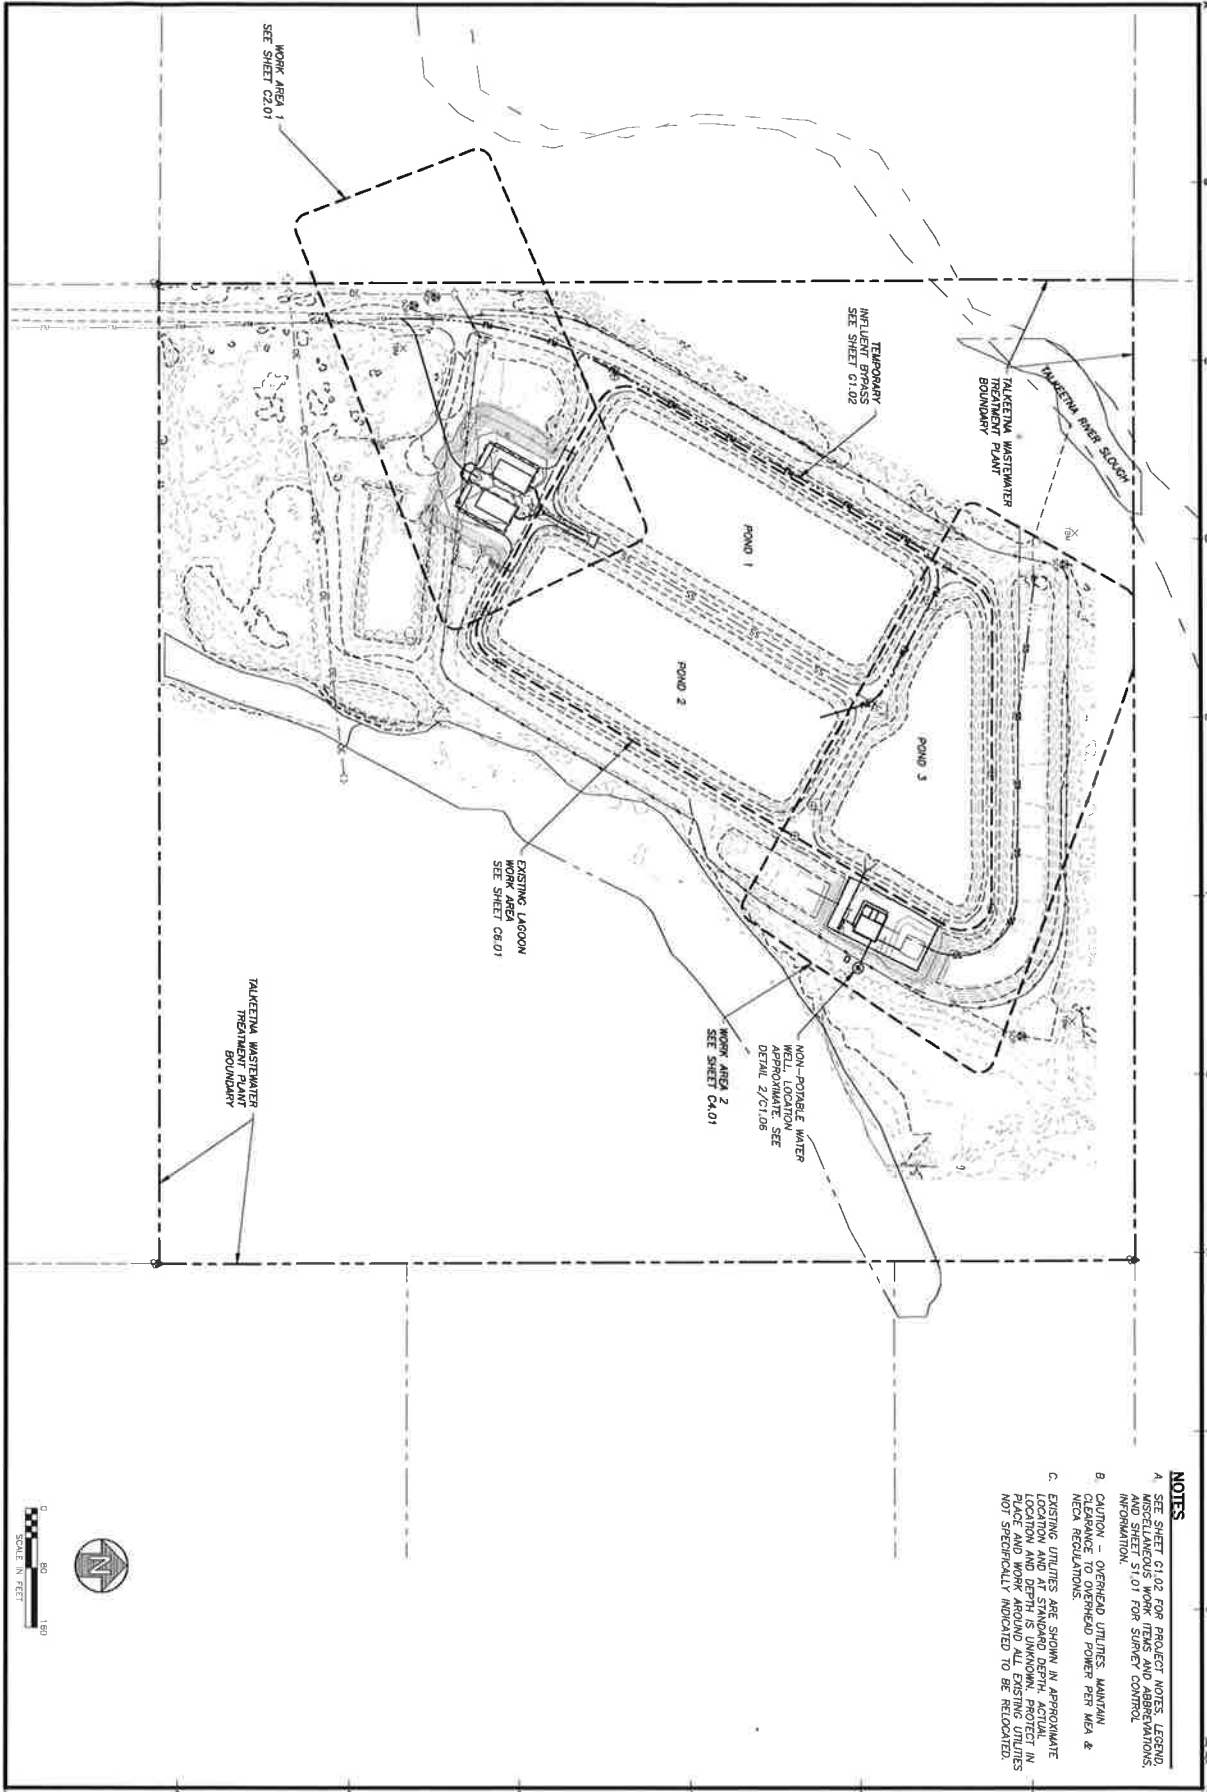 NOTES
A. SEE SHEET G1.02 FOR PROJECT NOTES, LEGEND,
MISCELLANEOUS WORK ITEMS AND ABBREVIATIONS,
AND SHEET S1.01 FOR SURVEY CONTROL
INFORMATION.
B. CAUTION - OVERHEAD UTILITIES. MAINTAIN
CLEARANCE TO OVERHEAD POWER PER MEA &
NECA REGULATIONS.
C. EXISTING UTILITIES ARE SHOWN IN APPROXIMATE
LOCATION AND AT STANDARD DEPTH. ACTUAL
LOCATION AND DEPTH IS UNKNOWN. PROTECT IN
PLACE AND WORK AROUND ALL EXISTING UTILITIES
NOT SPECIFICALLY INDICATED TO BE RELOCATED.
TALKEETNA RIVER SLOUGH
TALKEETNA WASTEWATER
TREATMENT PLANT
BOUNDARY
TBM
TEMPORARY
INFLUENT BYPASS
SEE SHEET G1.02
POND 1
POND 2
POND 3
WORK AREA 1
SEE SHEET C2.01
NON-POTABLE WATER
WELL. LOCATION
APPROXIMATE. SEE
DETAIL 2/C1.06
WORK AREA 2
SEE SHEET C4.01
EXISTING LAGOON
WORK AREA
SEE SHEET C6.01
TALKEETNA WASTEWATER
TREATMENT PLANT
BOUNDARY
N
0 80 160
SCALE IN FEET